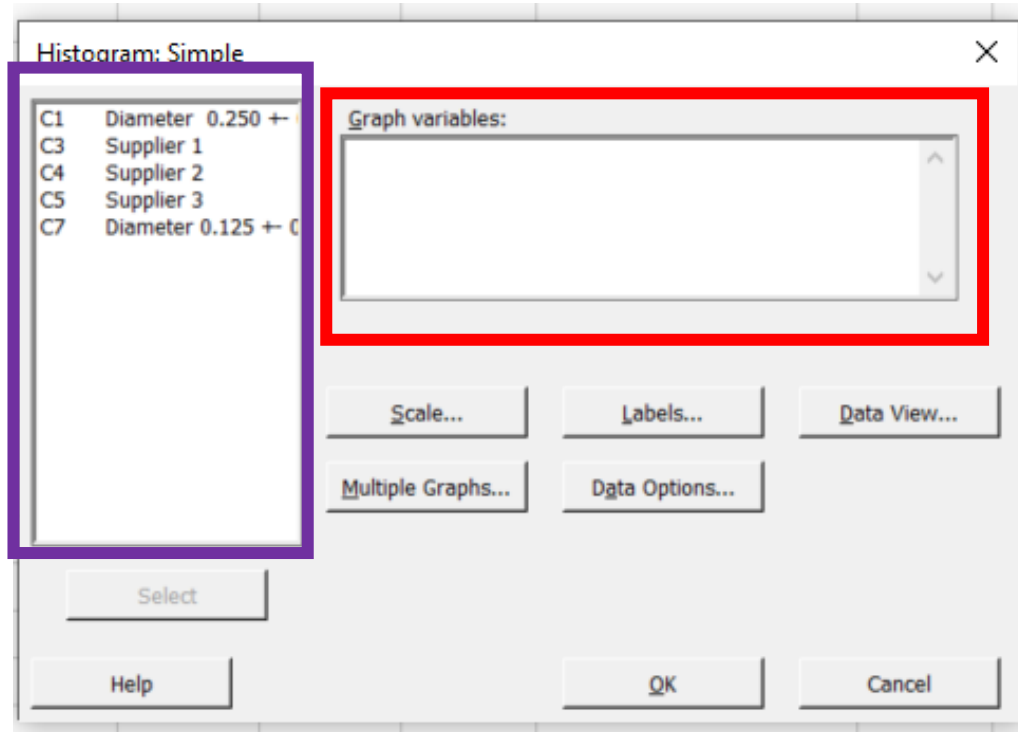 Histogram: Simple
C1 Diameter 0.250 +-
C3 Supplier 1
C4 Supplier 2
C5 Supplier 3
C7 Diameter 0.125 +- 0
Graph variables:
Scale... Labels... Data View...
Multiple Graphs... Data Options...
Select
Help OK Cancel